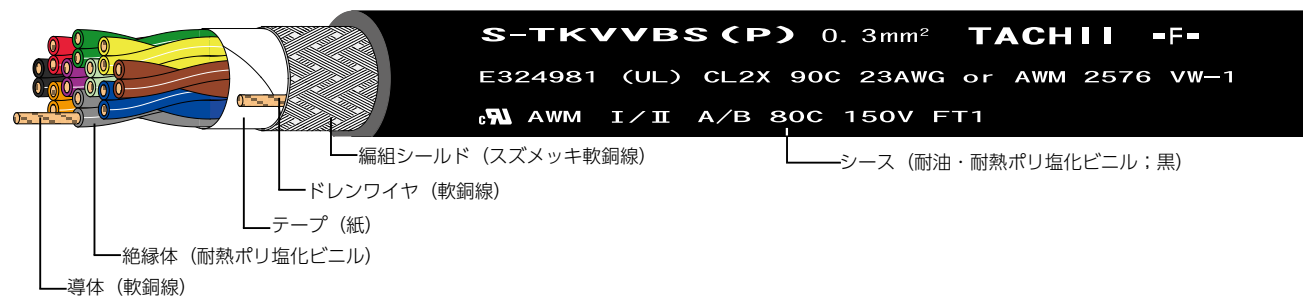 S-TKVVBS(P) 0.3mm² TACHII -F-
E324981 (UL) CL2X 90C 23AWG or AWM 2576 VW-1
cRU AWM I/II A/B 80C 150V FT1
編組シールド（スズメッキ軟銅線）
シース（耐油・耐熱ポリ塩化ビニル；黒）
ドレンワイヤ（軟銅線）
テープ（紙）
絶縁体（耐熱ポリ塩化ビニル）
導体（軟銅線）